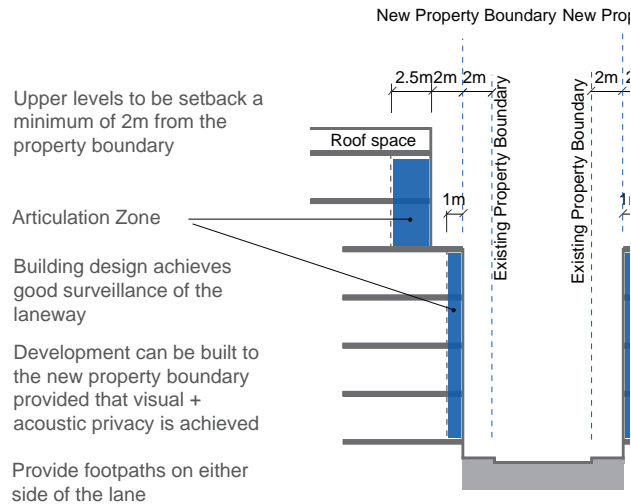 New Property Boundary New Prop
2.5m 2m 2m 2m 2
Upper levels to be setback a
minimum of 2m from the
property boundary
Roof space
Existing Property Boundary
Existing Property Boundary
1m 1m
Articulation Zone
Building design achieves
good surveillance of the
laneway
Development can be built to
the new property boundary
provided that visual +
acoustic privacy is achieved
Provide footpaths on either
side of the lane